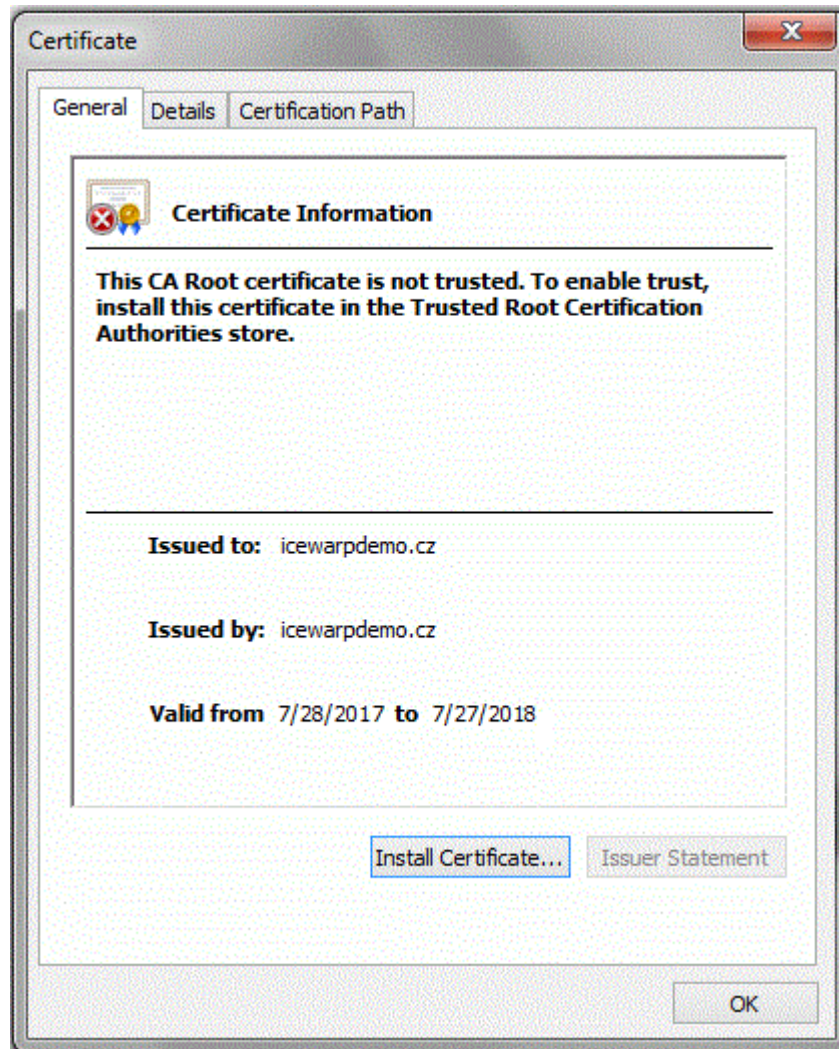 Certificate
General Details Certification Path
Certificate Information
This CA Root certificate is not trusted. To enable trust,
install this certificate in the Trusted Root Certification
Authorities store.
Issued to: icewarpdemo.cz
Issued by: icewarpdemo.cz
Valid from 7/28/2017 to 7/27/2018
Install Certificate... Issuer Statement
OK